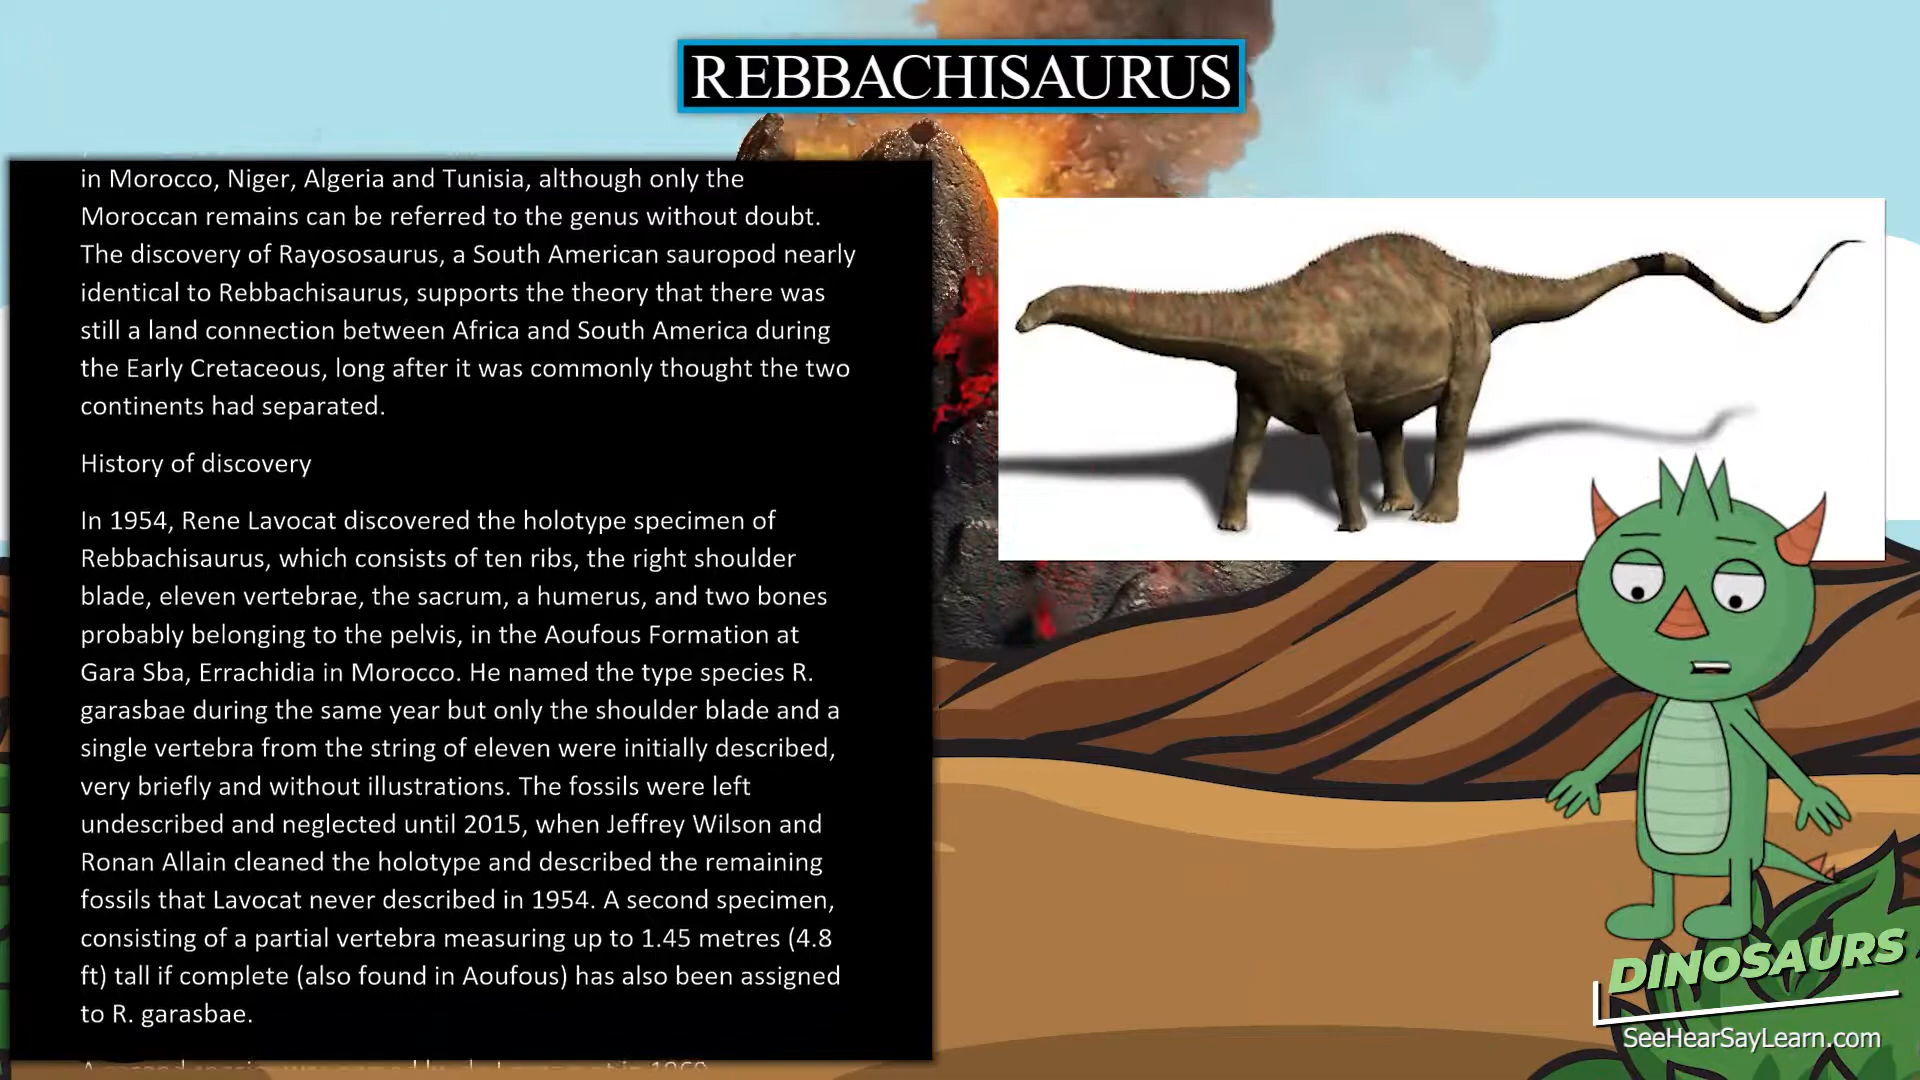 REBBACHISAURUS
in Morocco, Niger, Algeria and Tunisia, although only the
Moroccan remains can be referred to the genus without doubt.
The discovery of Rayososaurus, a South American sauropod nearly
identical to Rebbachisaurus, supports the theory that there was
still a land connection between Africa and South America during
the Early Cretaceous, long after it was commonly thought the two
continents had separated.
History of discovery
In 1954, Rene Lavocat discovered the holotype specimen of
Rebbachisaurus, which consists of ten ribs, the right shoulder
blade, eleven vertebrae, the sacrum, a humerus, and two bones
probably belonging to the pelvis, in the Aoufous Formation at
Gara Sba, Errachidia in Morocco. He named the type species R.
garasbae during the same year but only the shoulder blade and a
single vertebra from the string of eleven were initially described,
very briefly and without illustrations. The fossils were left
undescribed and neglected until 2015, when Jeffrey Wilson and
Ronan Allain cleaned the holotype and described the remaining
fossils that Lavocat never described in 1954. A second specimen,
consisting of a partial vertebra measuring up to 1.45 metres (4.8
ft) tall if complete (also found in Aoufous) has also been assigned
to R. garasbae.
DINOSAURS
SeeHearSayLearn.com